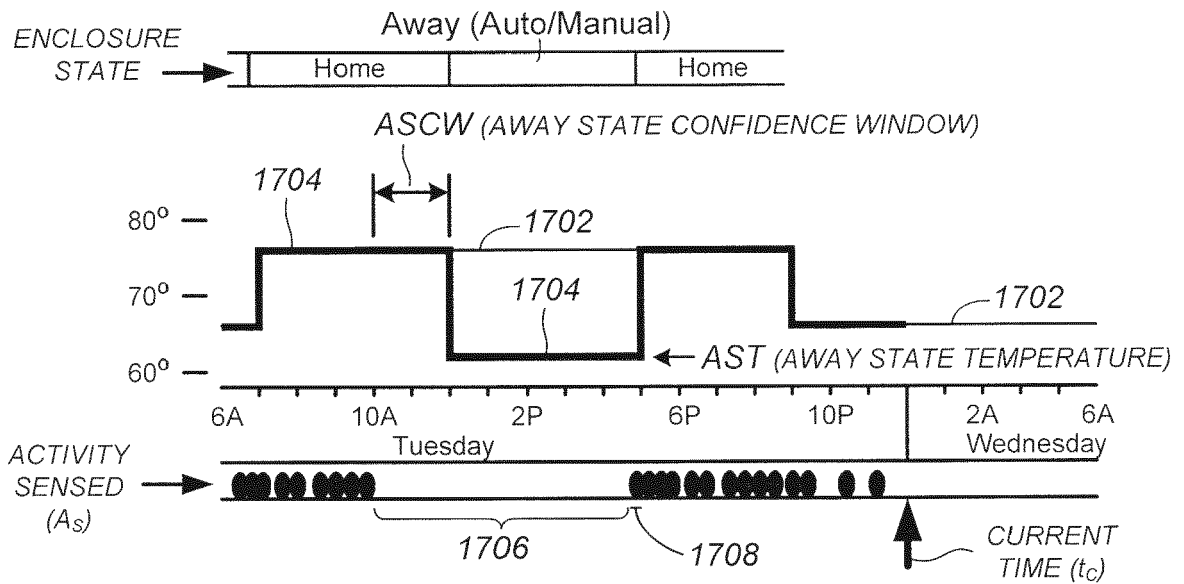 Away (Auto/Manual)
ENCLOSURE
STATE
Home
Home
ASCW (AWAY STATE CONFIDENCE WINDOW)
1704
80°
1702
70°
1704
1702
60°
AST (AWAY STATE TEMPERATURE)
6A 10A 2P 6P 10P 2A 6A
Tuesday Wednesday
ACTIVITY
SENSED
(As)
1706
1708
CURRENT
TIME (tc)